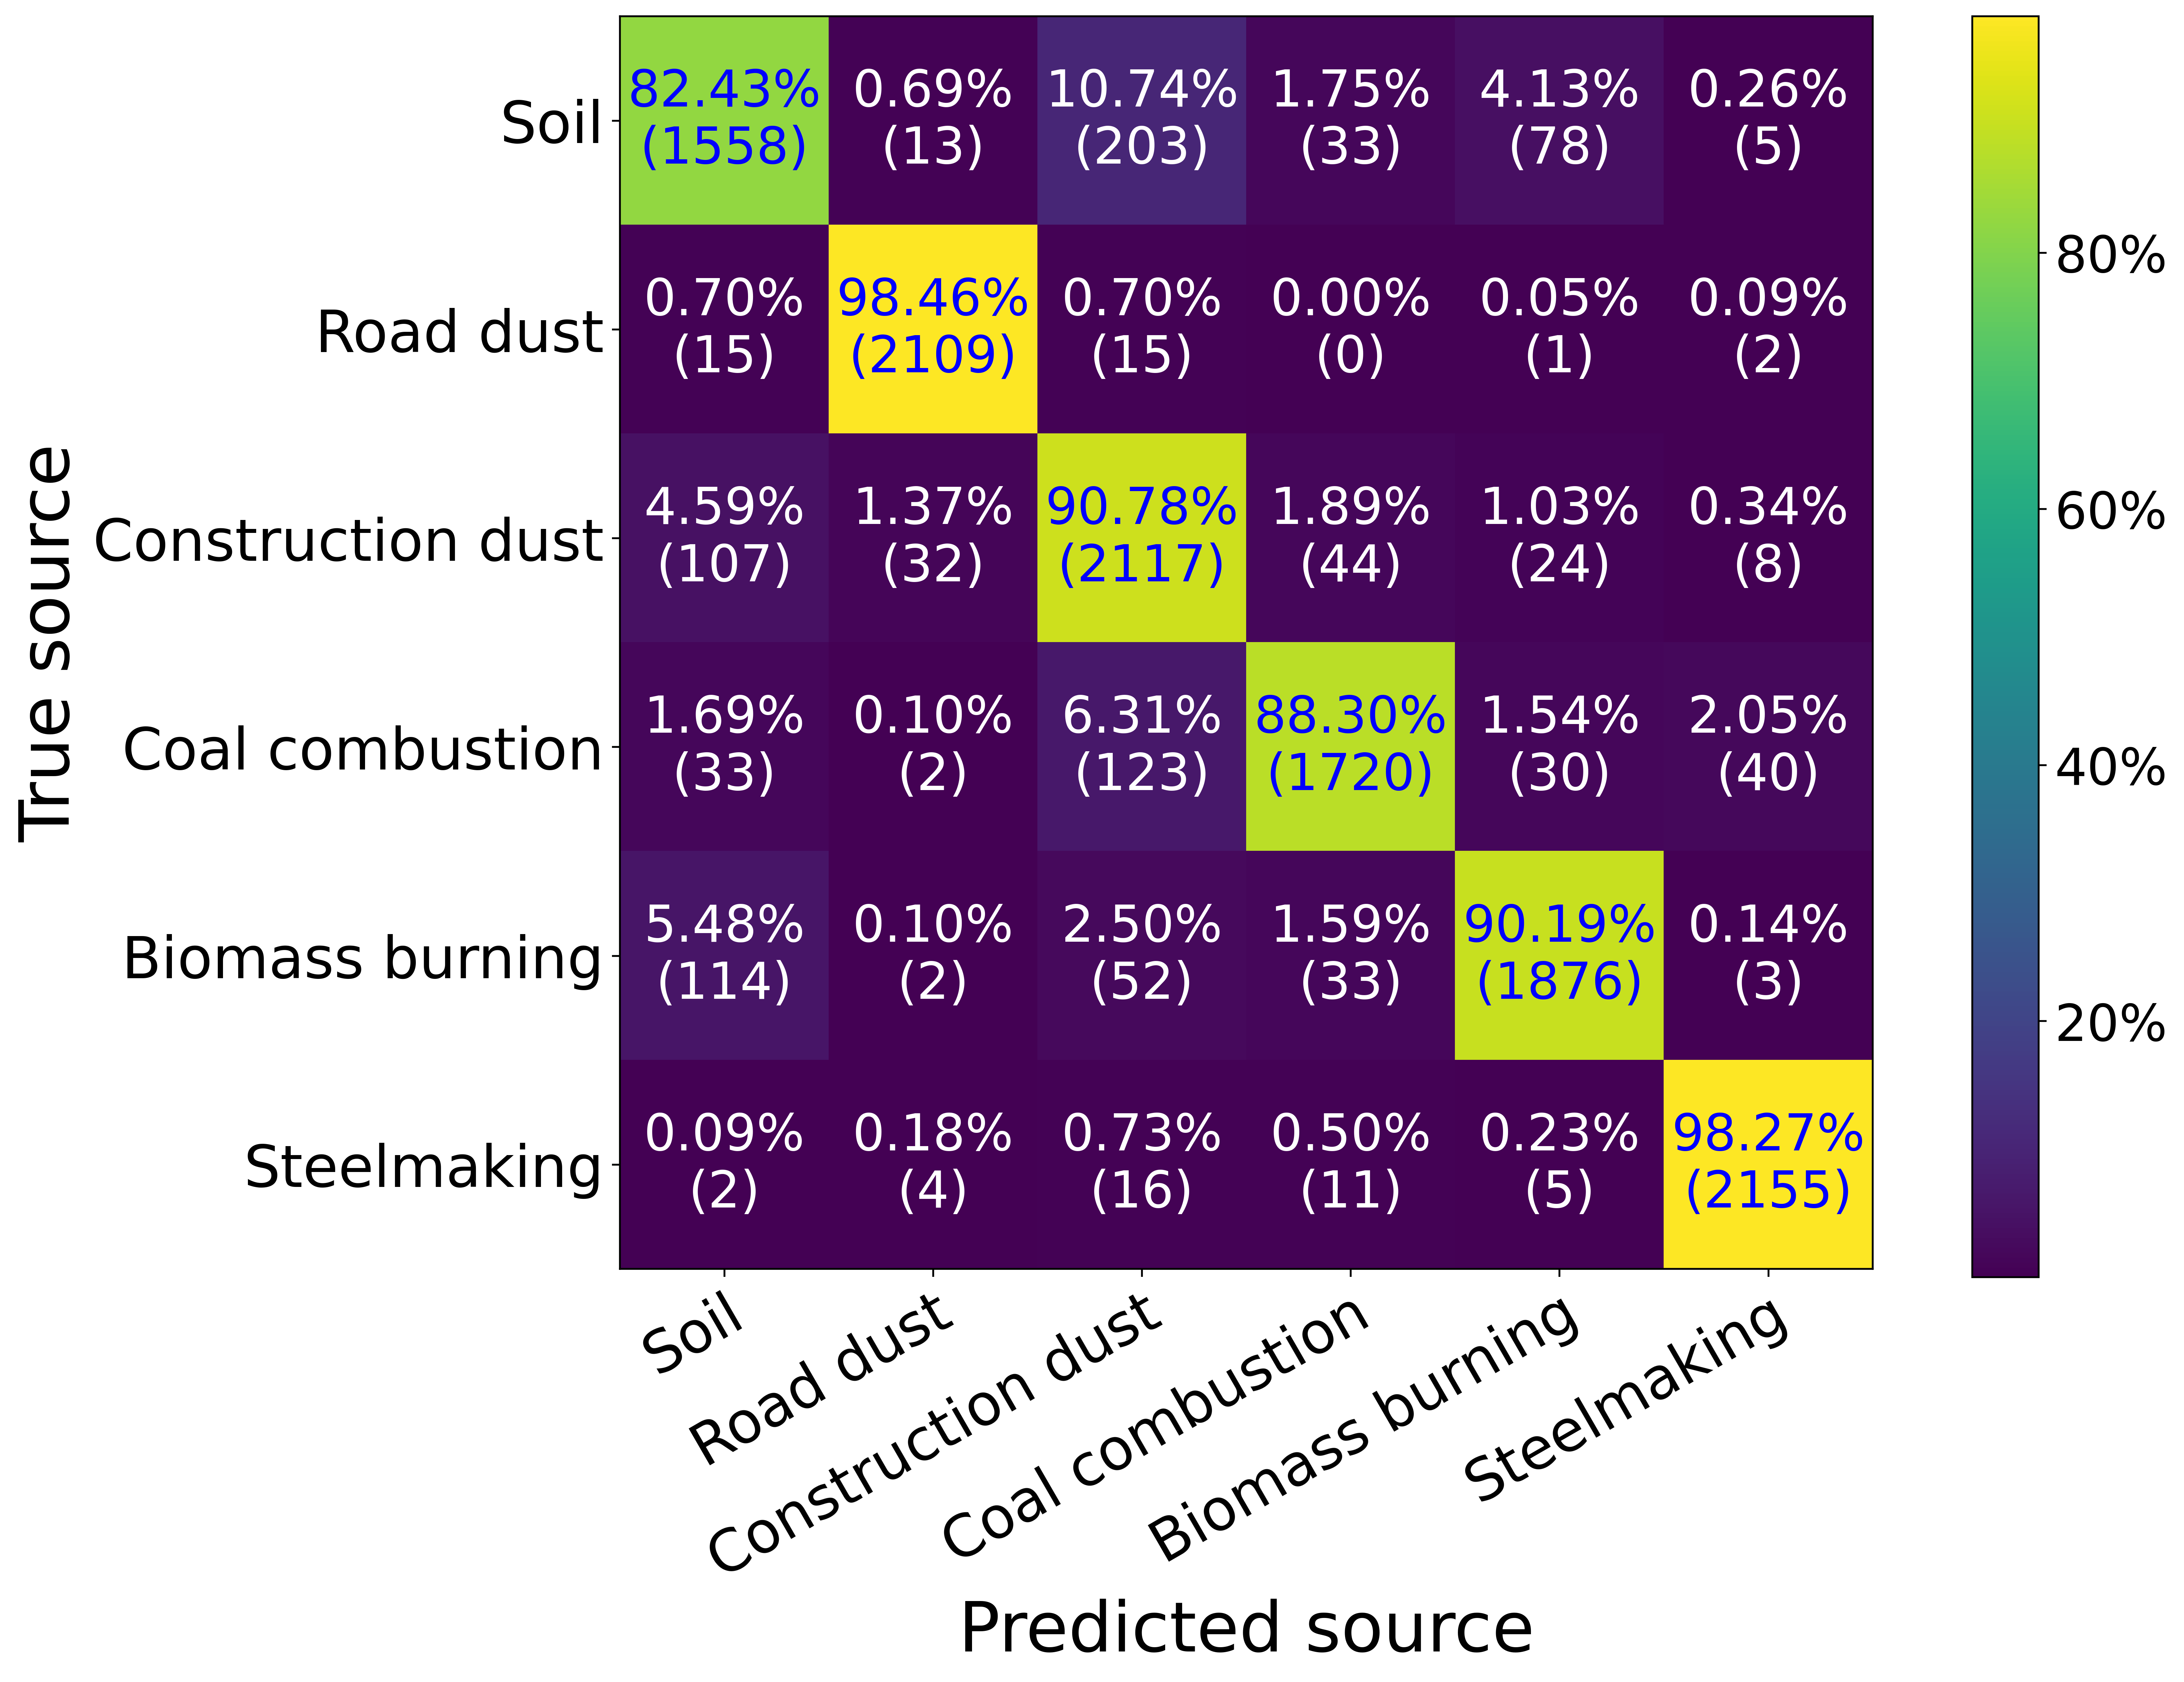 True source
Soil
82.43% 0.69% 10.74% 1.75% 4.13% 0.26%
(1558) (13) (203) (33) (78) (5)
Road dust
0.70% 98.46% 0.70% 0.00% 0.05% 0.09%
(15) (2109) (15) (0) (1) (2)
Construction dust
4.59% 1.37% 90.78% 1.89% 1.03% 0.34%
(107) (32) (2117) (44) (24) (8)
Coal combustion
1.69% 0.10% 6.31% 88.30% 1.54% 2.05%
(33) (2) (123) (1720) (30) (40)
Biomass burning
5.48% 0.10% 2.50% 1.59% 90.19% 0.14%
(114) (2) (52) (33) (1876) (3)
Steelmaking
0.09% 0.18% 0.73% 0.50% 0.23% 98.27%
(2) (4) (16) (11) (5) (2155)
Soil
Road dust
Construction dust
Coal combustion
Biomass burning
Steelmaking
Predicted source
80%
60%
40%
20%